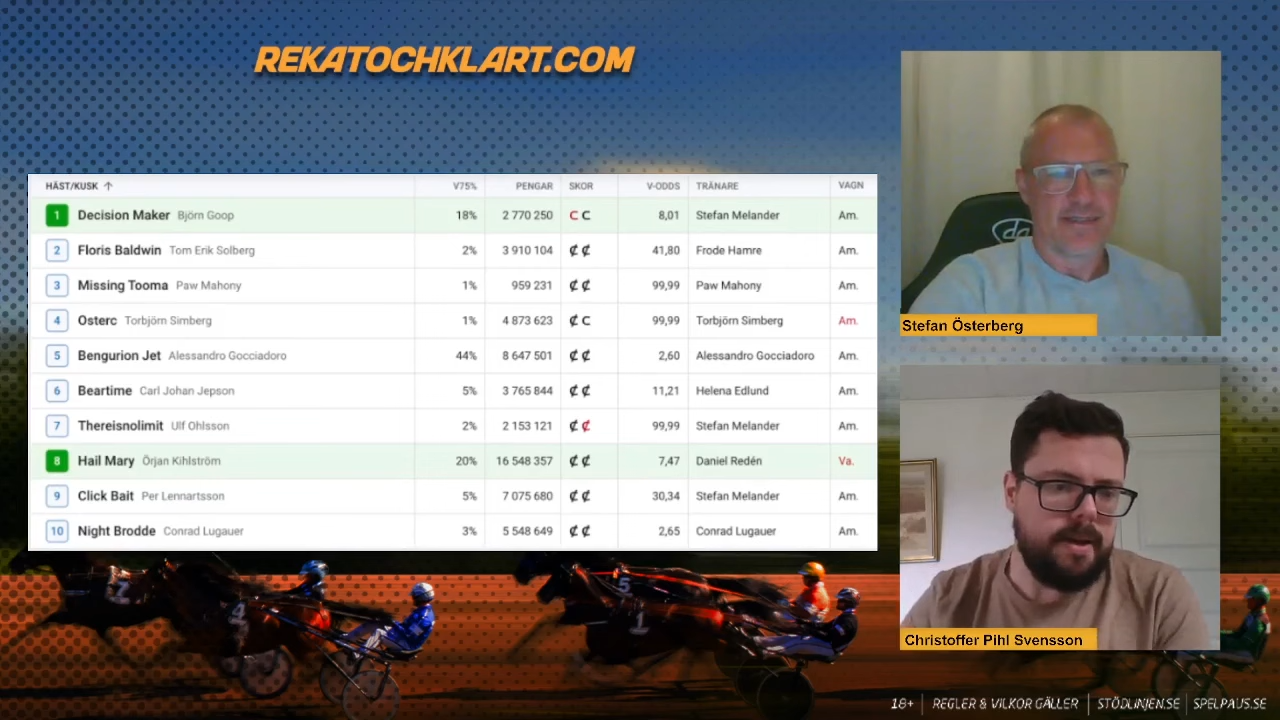 REKATOCHKLART.COM
HÄST/KUSK ↑ V75% PENGAR SKOR V-ODDS TRÄNARE VAGN
1 Decision Maker Björn Goop 18% 2 770 250 C C 8,01 Stefan Melander Am.
2 Floris Baldwin Tom Erik Solberg 2% 3 910 104 ₵ ₵ 41,80 Frode Hamre Am.
3 Missing Tooma Paw Mahony 1% 959 231 ₵ ₵ 99,99 Paw Mahony Am.
4 Osterc Torbjörn Simberg 1% 4 873 623 ₵ C 99,99 Torbjörn Simberg Am.
5 Bengurion Jet Alessandro Gocciadoro 44% 8 647 501 ₵ ₵ 2,60 Alessandro Gocciadoro Am.
6 Beartime Carl Johan Jepson 5% 3 765 844 ₵ ₵ 11,21 Helena Edlund Am.
7 Thereisnolimit Ulf Ohlsson 2% 2 153 121 ₵ ₵ 99,99 Stefan Melander Am.
8 Hail Mary Örjan Kihlström 20% 16 548 357 ₵ ₵ 7,47 Daniel Redén Va.
9 Click Bait Per Lennartsson 5% 7 075 680 ₵ ₵ 30,34 Stefan Melander Am.
10 Night Brodde Conrad Lugauer 3% 5 548 649 ₵ ₵ 2,65 Conrad Lugauer Am.
Stefan Österberg
Christoffer Pihl Svensson
7
4
5
1
18+ | REGLER & VILKOR GÄLLER | STÖDLINJEN.SE | SPELPAUS.SE